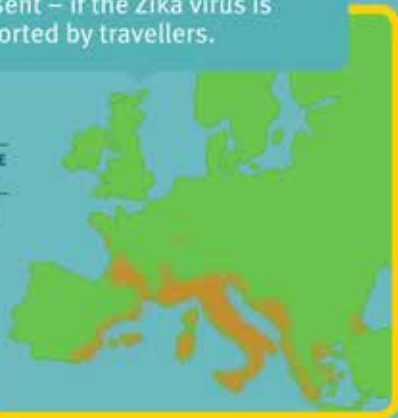 sent – if the Zika virus is
orted by travellers.